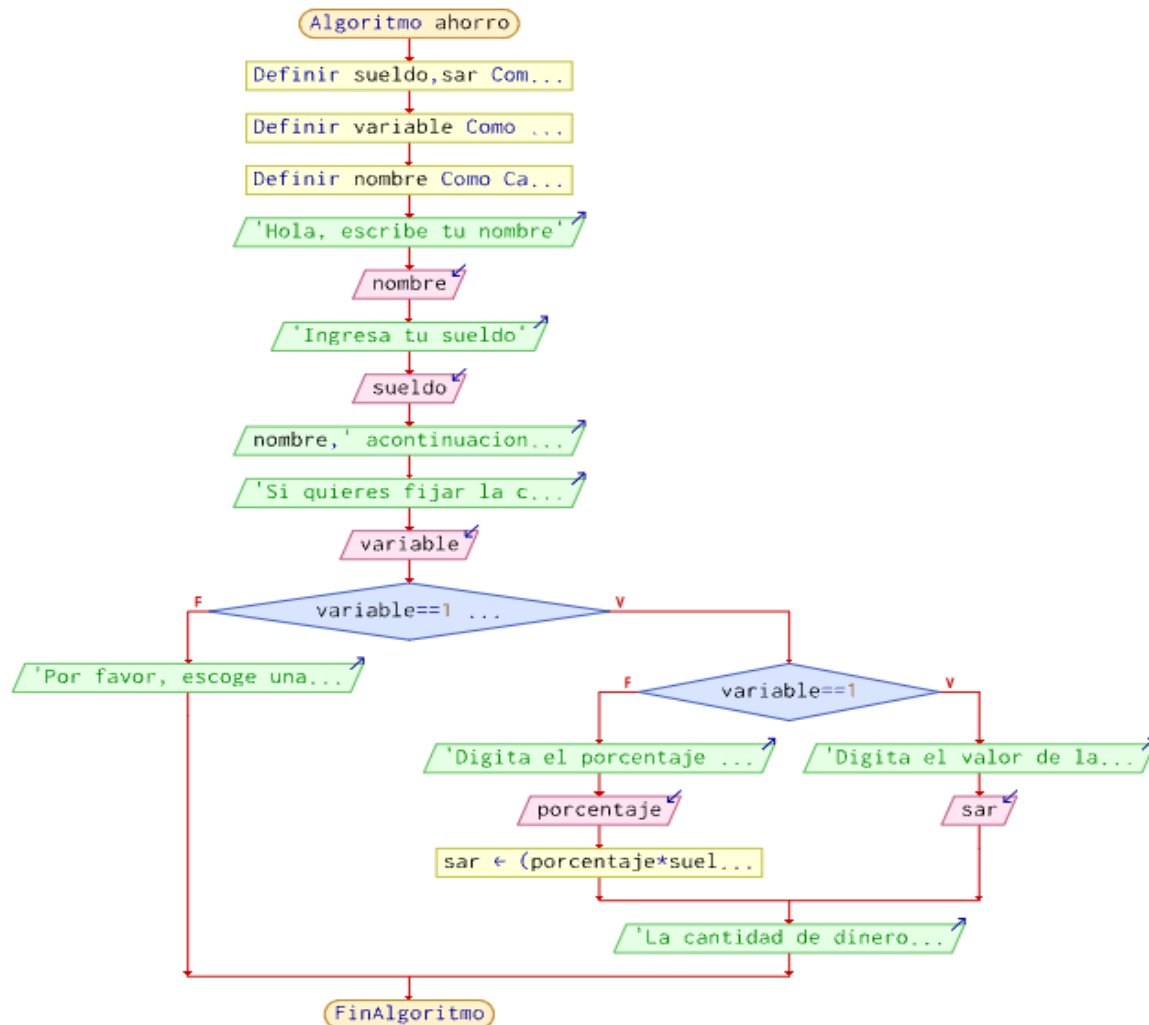 Algoritmo ahorro
Definir sueldo,sar Com...
Definir variable Como ...
Definir nombre Como Ca...
'Hola, escribe tu nombre'
nombre
'Ingresa tu sueldo'
sueldo
nombre,' acontinuacion...
'Si quieres fijar la c...
variable
F
variable==1 ...
V
'Por favor, escoge una...
F
variable==1
V
'Digita el porcentaje ...
'Digita el valor de la...
porcentaje
sar
sar ← (porcentaje*suel...
'La cantidad de dinero...
FinAlgoritmo